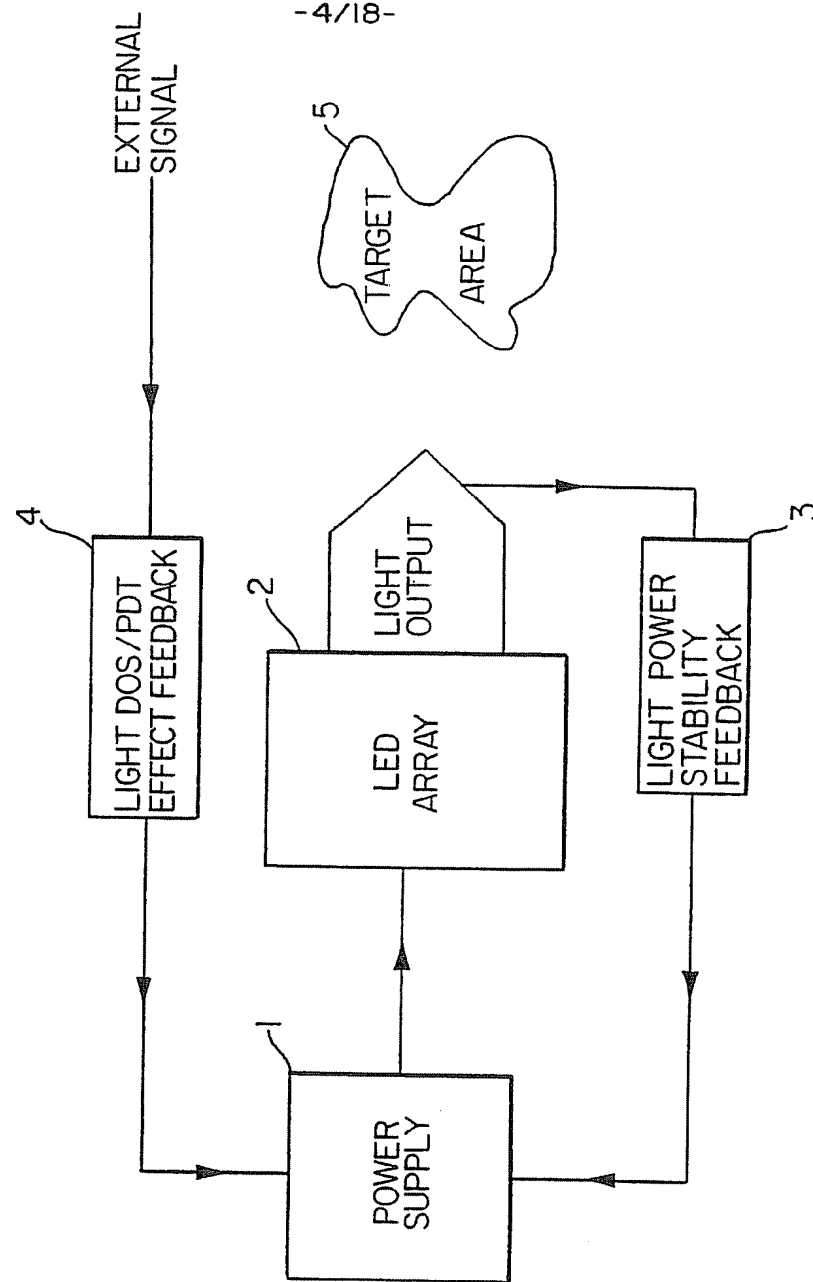 -4/18-
EXTERNAL
SIGNAL
4
LIGHT DOS/PDT
EFFECT FEEDBACK
5
TARGET
AREA
2
LED
ARRAY
LIGHT
OUTPUT
1
POWER
SUPPLY
3
LIGHT POWER
STABILITY
FEEDBACK